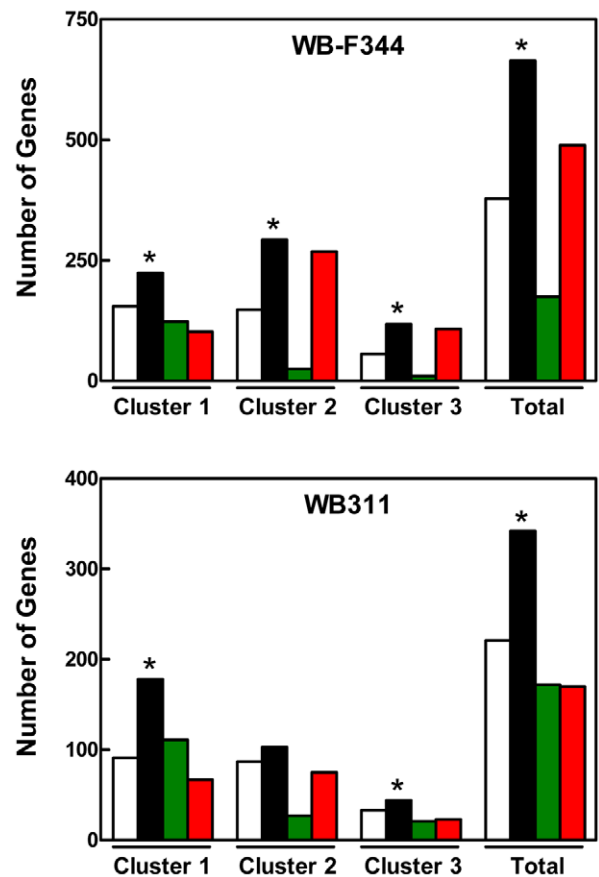 WB-F344
Number of Genes
750
500
250
0
*
*
*
*
Cluster 1 Cluster 2 Cluster 3 Total
WB311
Number of Genes
400
300
200
100
0
*
*
*
Cluster 1 Cluster 2 Cluster 3 Total